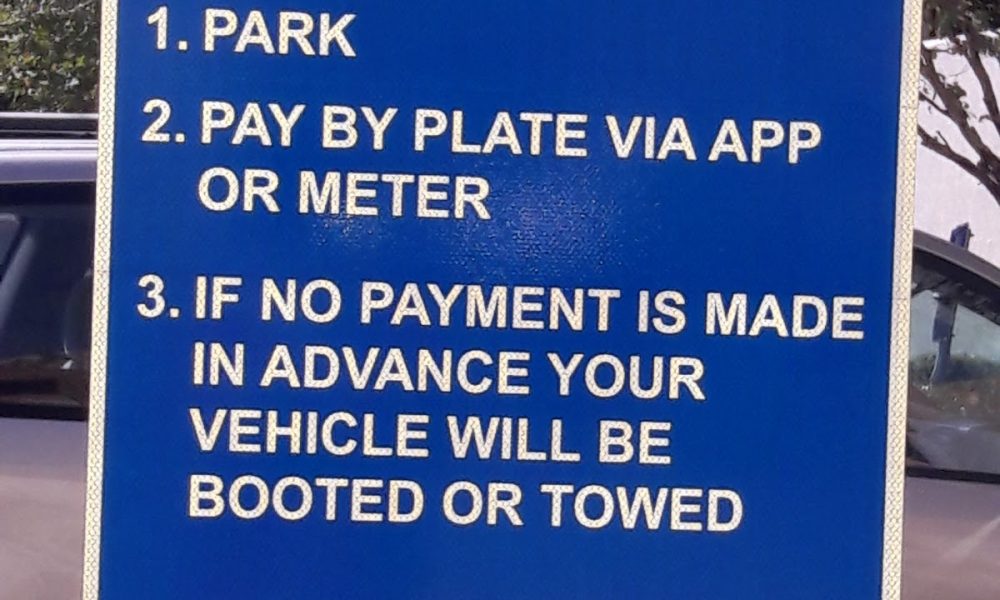 1. PARK
2. PAY BY PLATE VIA APP
OR METER
3. IF NO PAYMENT IS MADE
IN ADVANCE YOUR
VEHICLE WILL BE
BOOTED OR TOWED